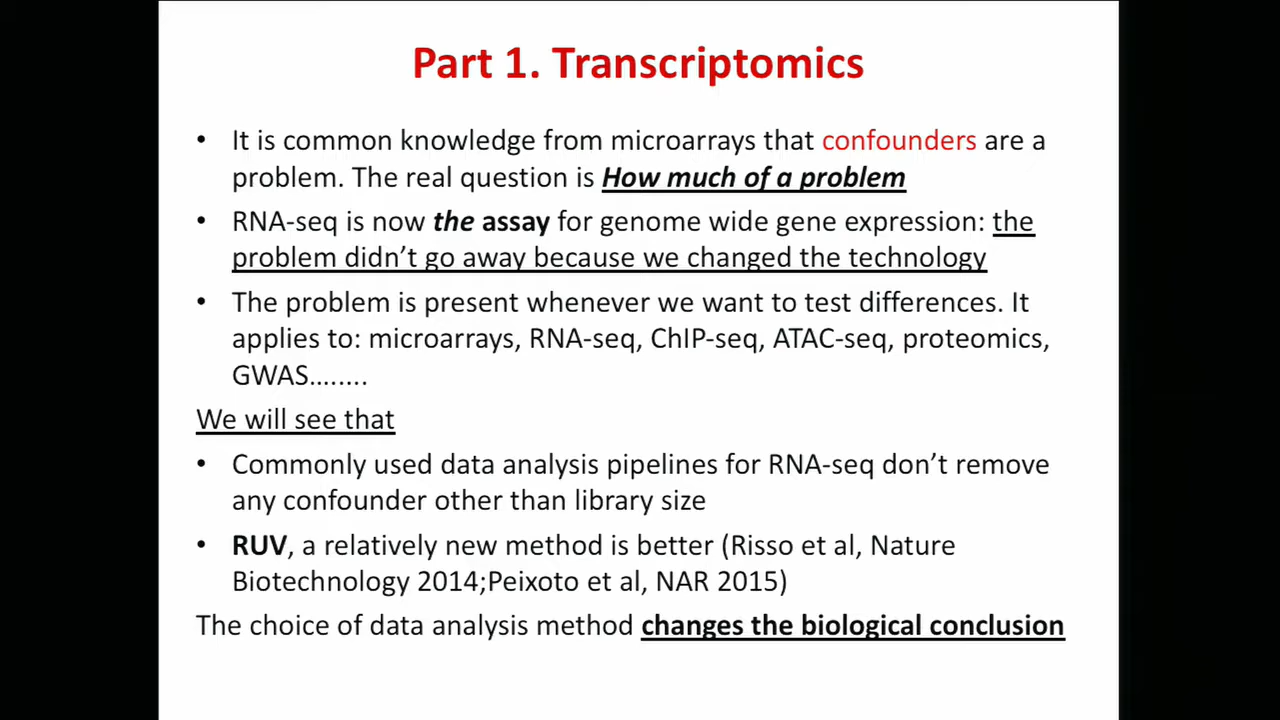 Part 1. Transcriptomics
• It is common knowledge from microarrays that confounders are a
problem. The real question is How much of a problem
• RNA-seq is now the assay for genome wide gene expression: the
problem didn’t go away because we changed the technology
• The problem is present whenever we want to test differences. It
applies to: microarrays, RNA-seq, ChIP-seq, ATAC-seq, proteomics,
GWAS….....
We will see that
• Commonly used data analysis pipelines for RNA-seq don’t remove
any confounder other than library size
• RUV, a relatively new method is better (Risso et al, Nature
Biotechnology 2014;Peixoto et al, NAR 2015)
The choice of data analysis method changes the biological conclusion